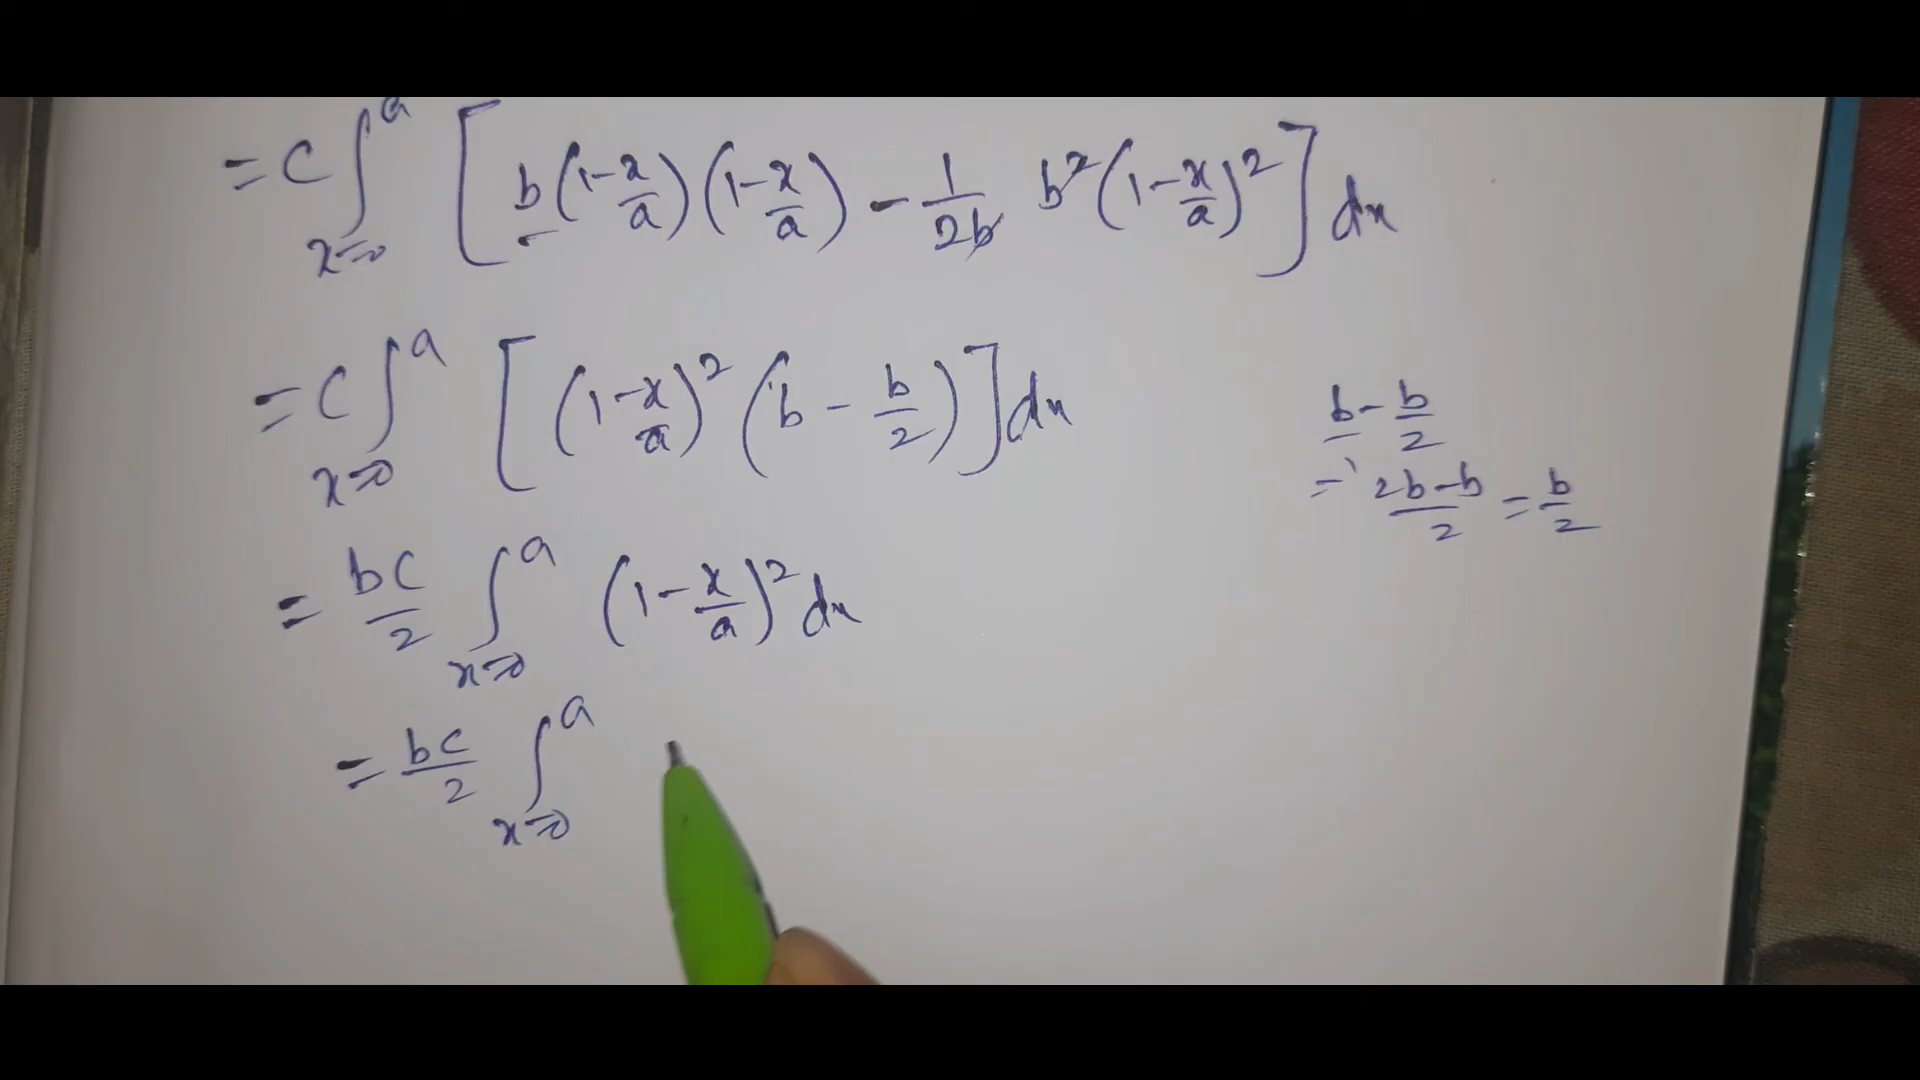 = C ∫_{x=0}^{a} [ b(1-x/a)(1-x/a) - 1/2b b²(1-x/a)² ] dx
= C ∫_{x=0}^{a} [ (1-x/a)² (b - b/2) ] dx
b - b/2
= 2b-b/2 = b/2
= bc/2 ∫_{x=0}^{a} (1-x/a)² dx
= bc/2 ∫_{x=0}^{a}